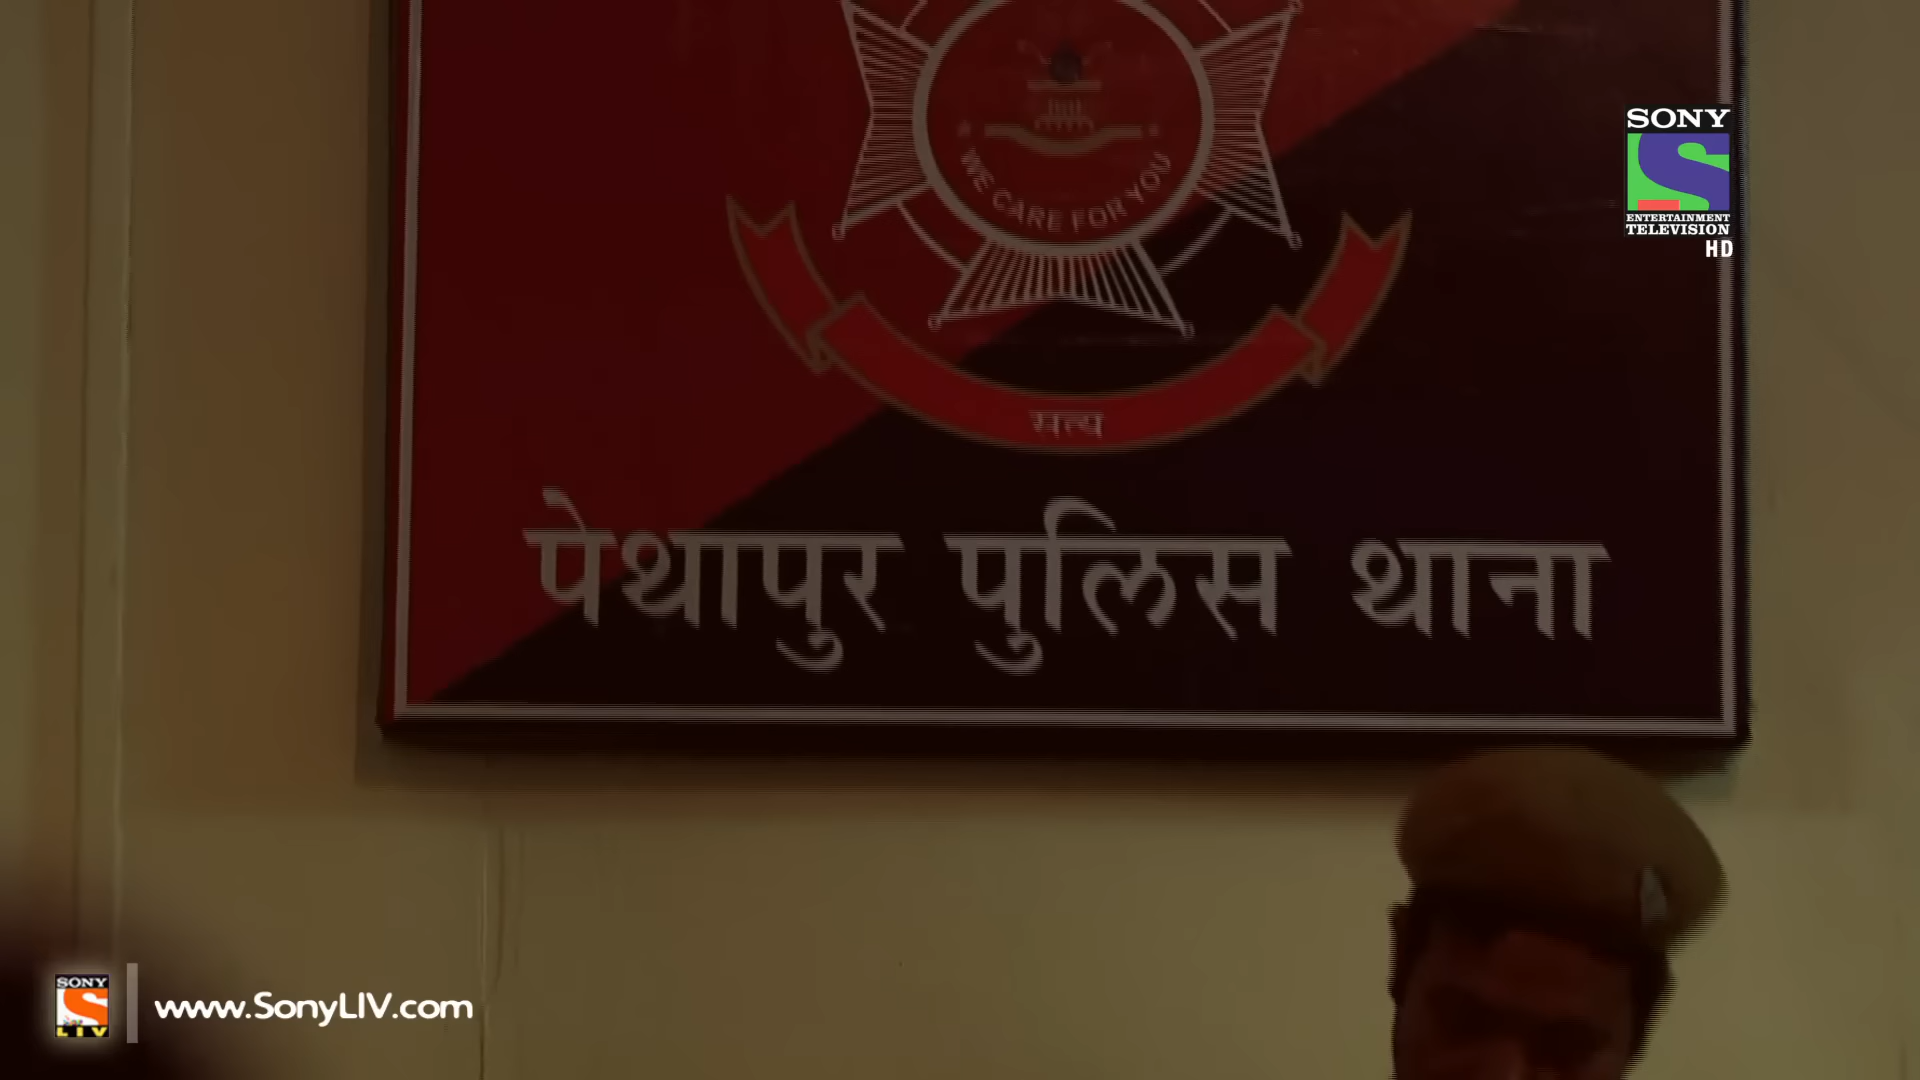 WE CARE FOR YOU
SONY
ENTERTAINMENT
TELEVISION
HD
सत्य
पेथापुर पुलिस थाना
SONY
LIV
www.SonyLIV.com